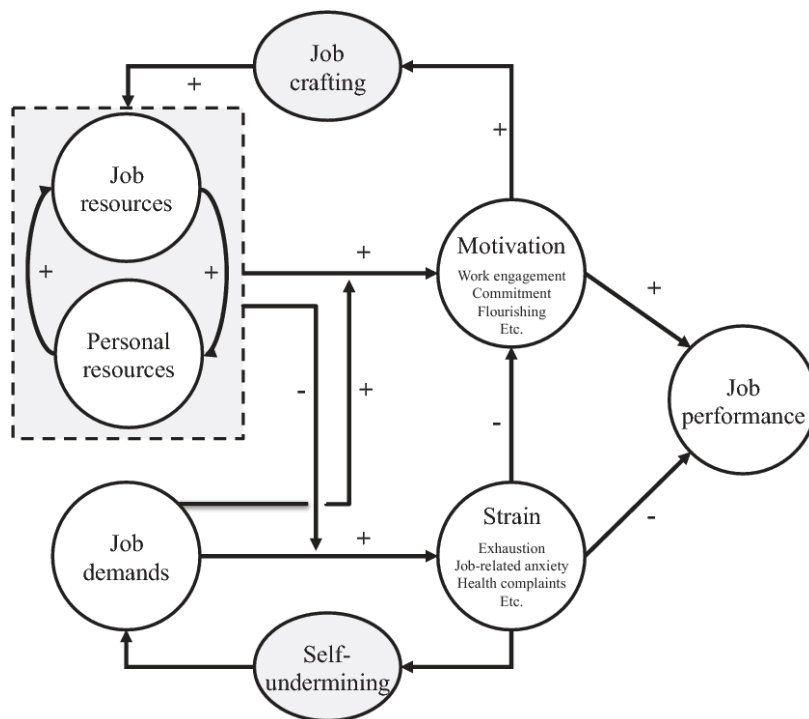 Job
crafting
+
+
Job
resources
+
+
Personal
resources
+
Motivation
Work engagement
Commitment
Flourishing
Etc.
+
-
+
Job
performance
-
Job
demands
+
Strain
Exhaustion
Job-related anxiety
Health complaints
Etc.
-
Self-
undermining